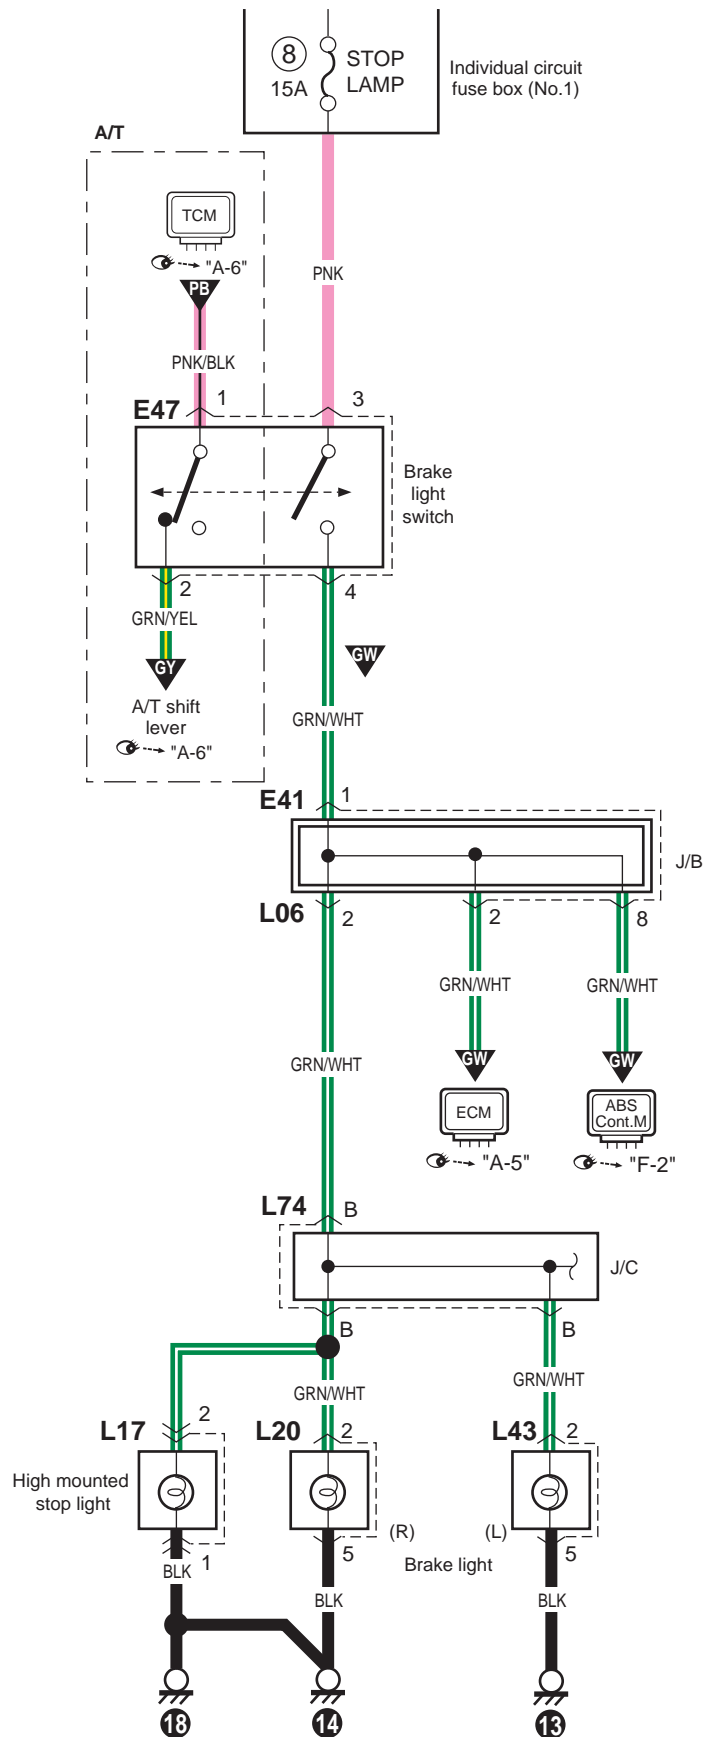 8
15A
STOP
LAMP
Individual circuit
fuse box (No.1)
A/T
TCM
"A-6"
PB
PNK
PNK/BLK
E47
1
3
Brake
light
switch
2
4
GRN/YEL
GY
GW
A/T shift
lever
"A-6"
GRN/WHT
E41
1
J/B
L06
2
2
8
GRN/WHT
GRN/WHT
GRN/WHT
GW
GW
ECM
ABS
Cont.M
"A-5"
"F-2"
L74
B
J/C
B
B
GRN/WHT
GRN/WHT
L17
2
L20
2
L43
2
High mounted
stop light
(R)
(L)
Brake light
1
5
5
BLK
BLK
BLK
18
14
13